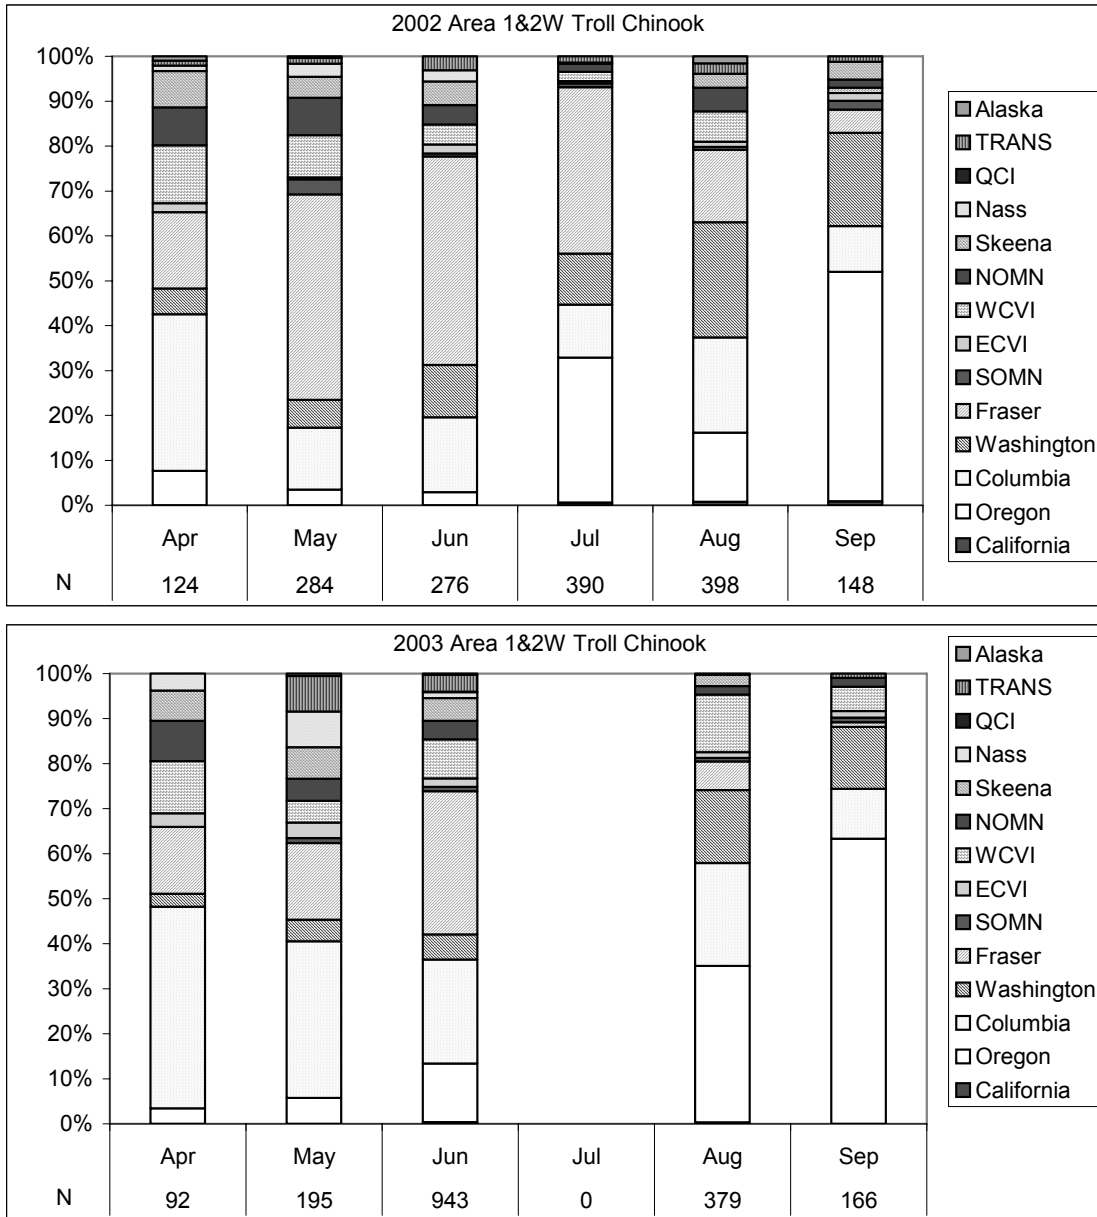 2002 Area 1&2W Troll Chinook
100%
90%
80%
70%
60%
50%
40%
30%
20%
10%
0%
Apr May Jun Jul Aug Sep
N 124 284 276 390 398 148
Alaska
TRANS
QCI
Nass
Skeena
NOMN
WCVI
ECVI
SOMN
Fraser
Washington
Columbia
Oregon
California
2003 Area 1&2W Troll Chinook
100%
90%
80%
70%
60%
50%
40%
30%
20%
10%
0%
Apr May Jun Jul Aug Sep
N 92 195 943 0 379 166
Alaska
TRANS
QCI
Nass
Skeena
NOMN
WCVI
ECVI
SOMN
Fraser
Washington
Columbia
Oregon
California